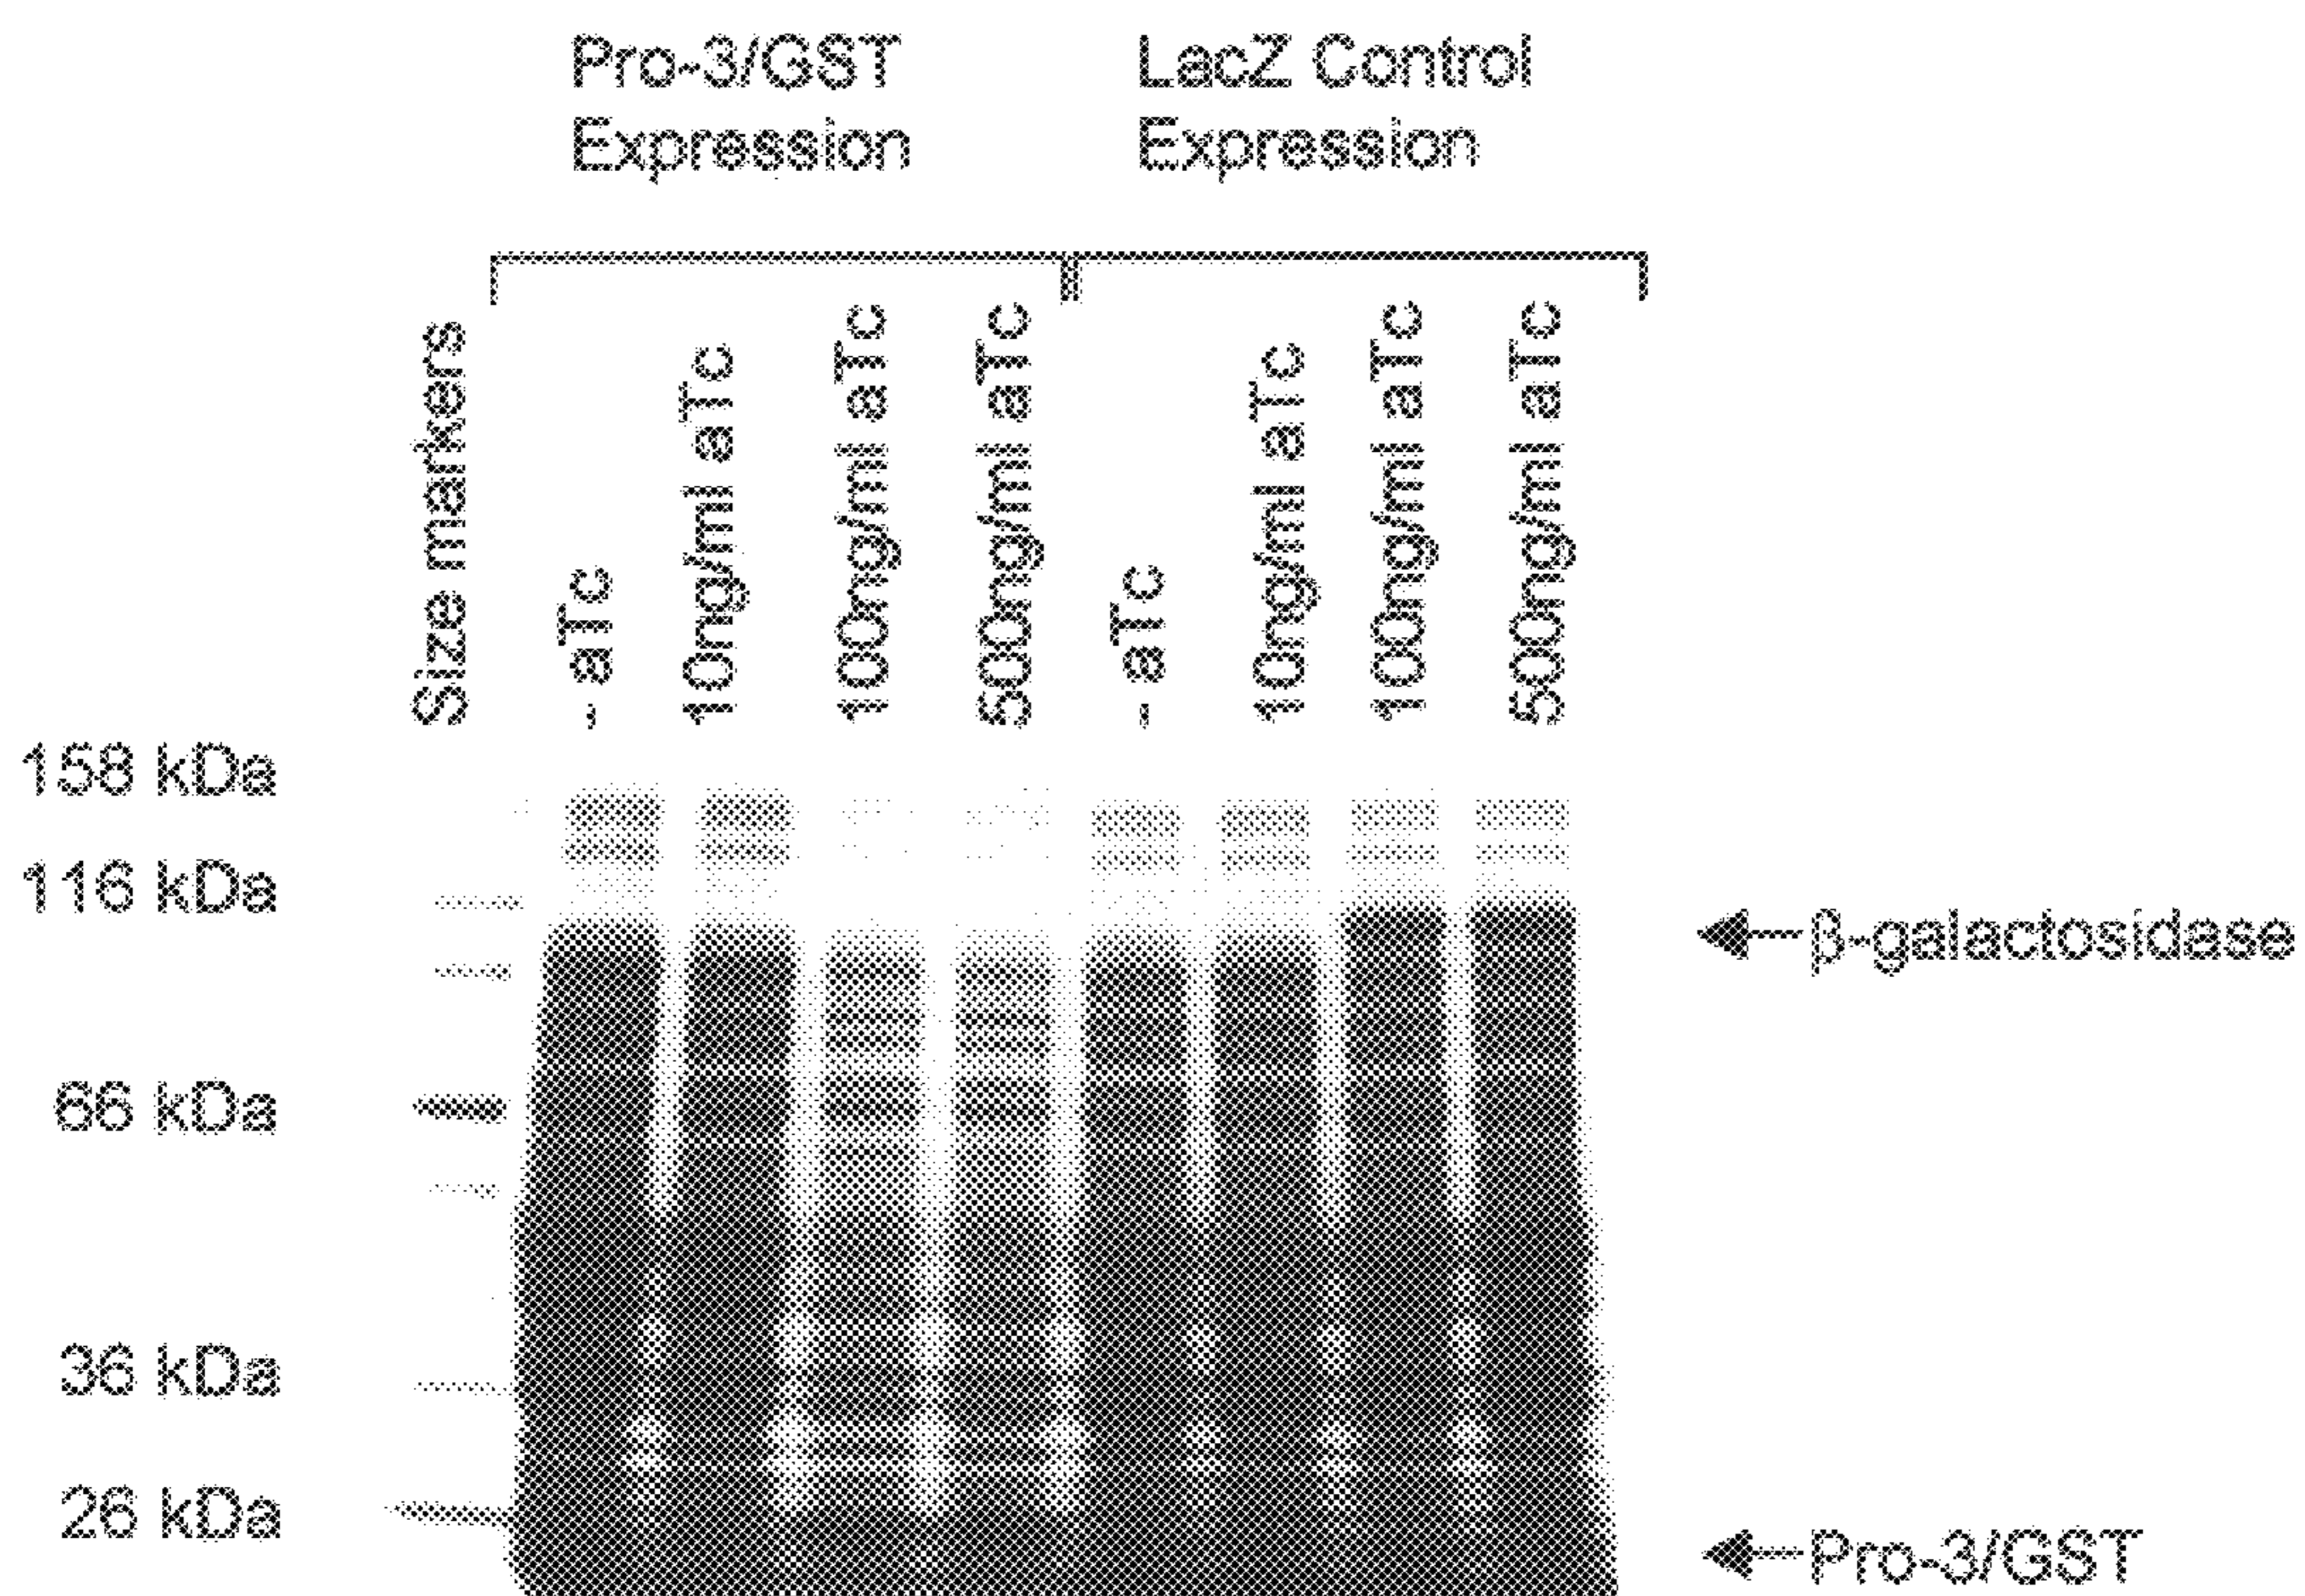 Pro-3/GST
Expression
LacZ Control
Expression
Size markers
- aTc
10ng/ml aTc
100ng/ml aTc
500ng/ml aTc
- aTc
10ng/ml aTc
100ng/ml aTc
500ng/ml aTc
158 kDa
116 kDa
β-galactosidase
66 kDa
36 kDa
26 kDa
Pro-3/GST